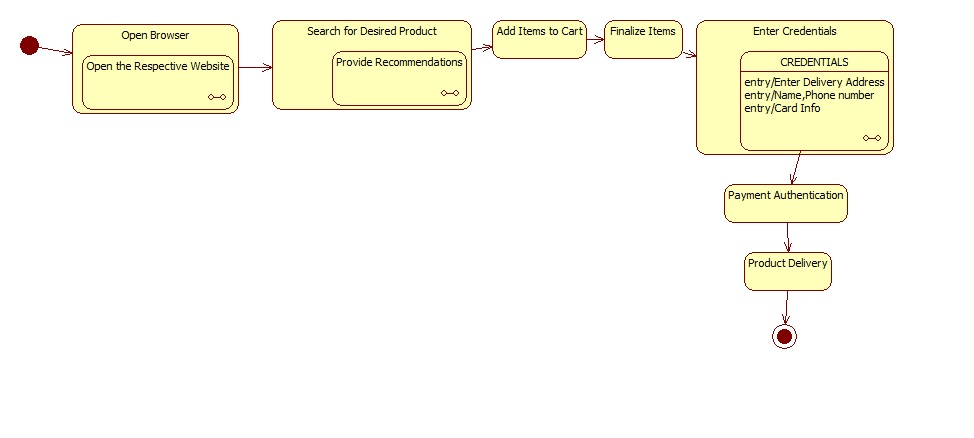 Open Browser
Open the Respective Website
Search for Desired Product
Provide Recommendations
Add Items to Cart
Finalize Items
Enter Credentials
CREDENTIALS
entry/Enter Delivery Address
entry/Name,Phone number
entry/Card Info
Payment Authentication
Product Delivery